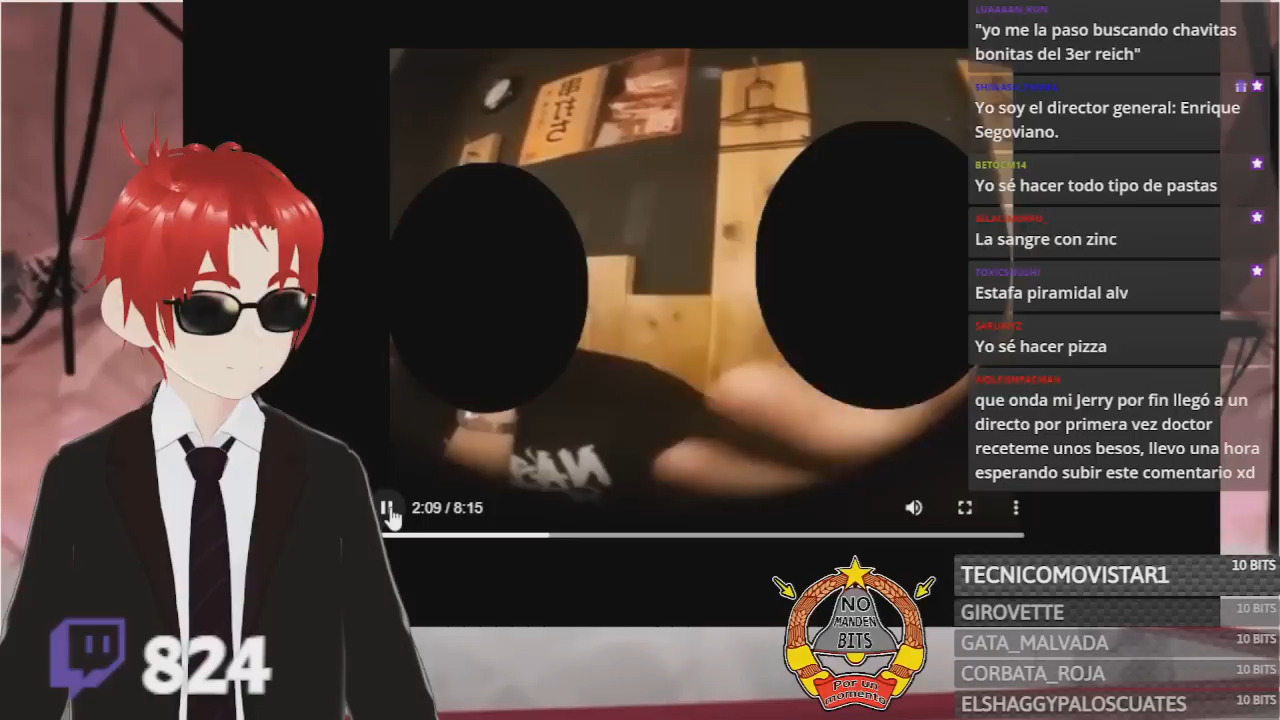 LUAAAAN_KUN
"yo me la paso buscando chavitas
bonitas del 3er reich"
Yo soy el director general: Enrique
Segoviano.
BETOCM14
Yo sé hacer todo tipo de pastas
La sangre con zinc
Estafa piramidal alv
Yo sé hacer pizza
que onda mi Jerry por fin llegó a un
directo por primera vez doctor
receteme unos besos, llevo una hora
esperando subir este comentario xd
2:09 / 8:15
NO
MANDEN
BITS
Por un
momento
TECNICOMOVISTAR1 10 BITS
GIROVETTE 10 BITS
GATA_MALVADA 10 BITS
CORBATA_ROJA 10 BITS
ELSHAGGYPALOSCUATES 10 BITS
824